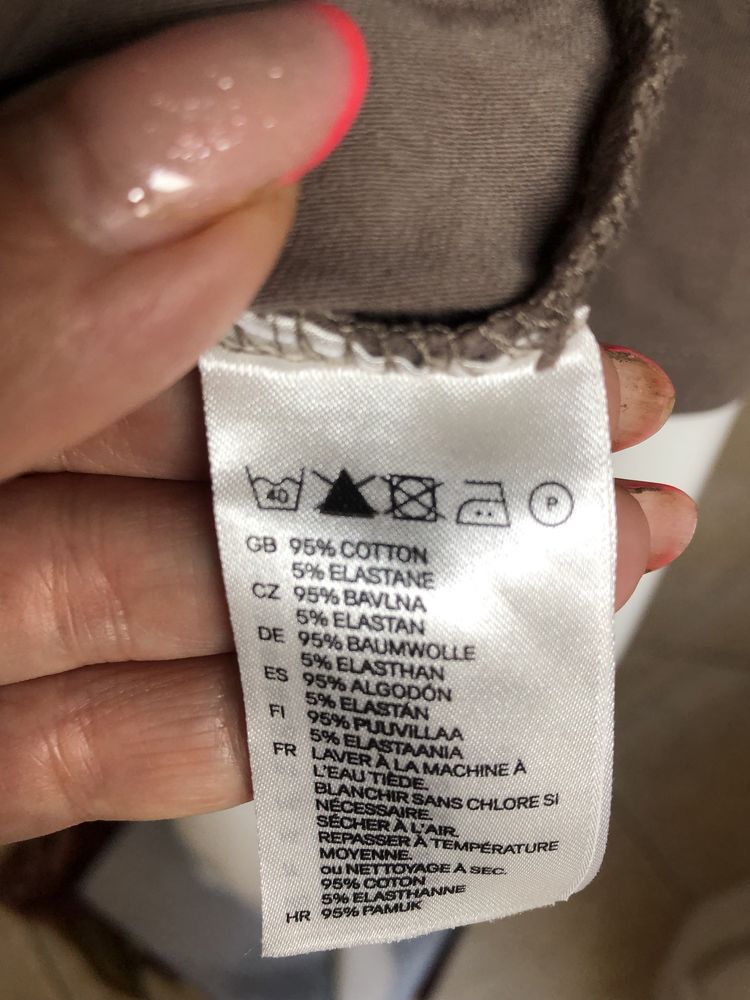 40 P
GB 95% COTTON
5% ELASTANE
CZ 95% BAVLNA
5% ELASTAN
DE 95% BAUMWOLLE
5% ELASTHAN
ES 95% ALGODÓN
5% ELASTÁN
FI 95% PUUVILLAA
5% ELASTAANIA
FR LAVER À LA MACHINE À
L'EAU TIÈDE.
BLANCHIR SANS CHLORE SI
NÉCESSAIRE.
SÉCHER À L'AIR.
REPASSER À TEMPÉRATURE
MOYENNE.
OU NETTOYAGE À SEC.
95% COTON
5% ELASTHANNE
HR 95% PAMUK